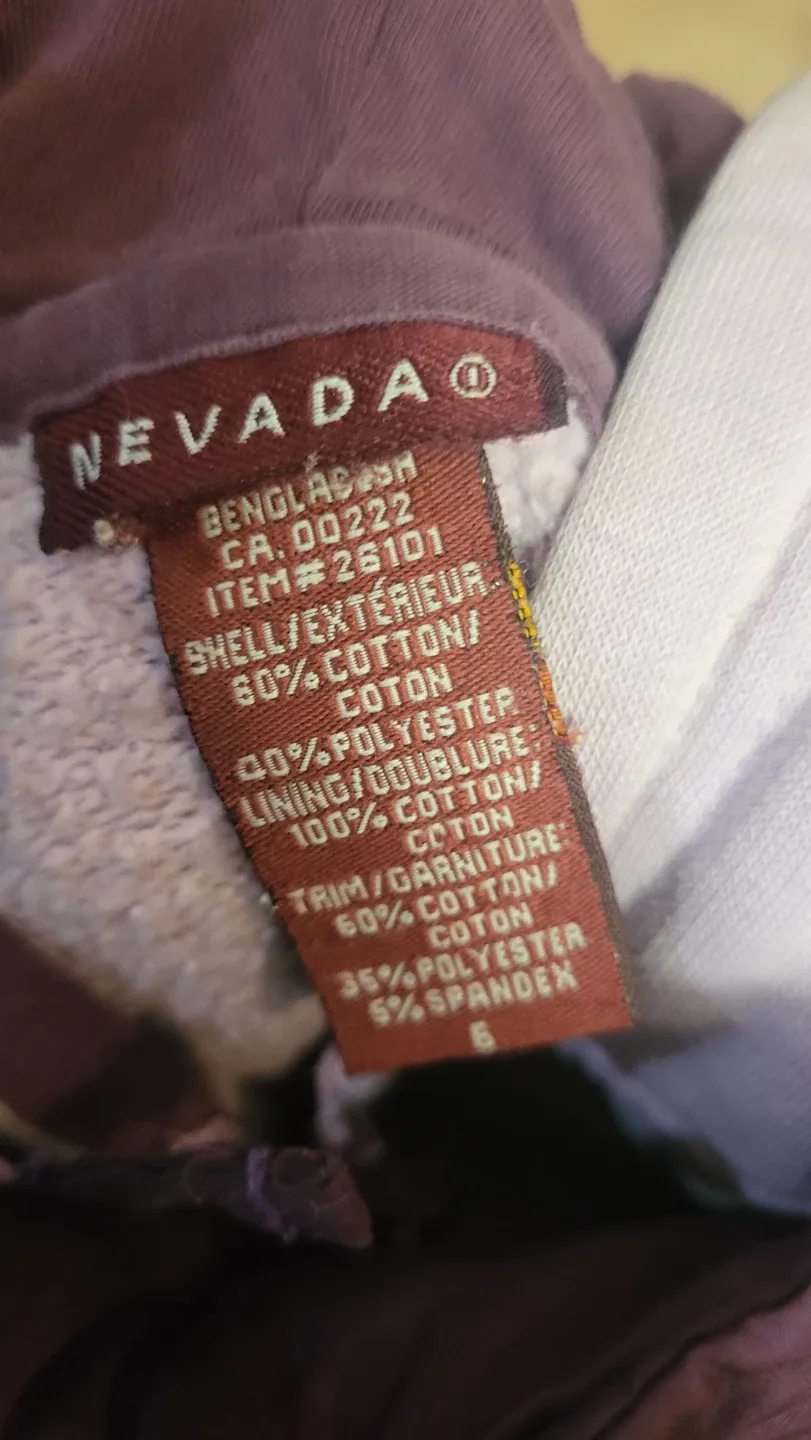 NEVADA ®
BENGLADESH
CA. 00222
ITEM# 26101
SHELL/EXTÉRIEUR:
60% COTTON/
COTON
40% POLYESTER
LINING/DOUBLURE:
100% COTTON/
COTON
TRIM/GARNITURE:
60% COTTON/
COTON
35% POLYESTER
5% SPANDEX
6